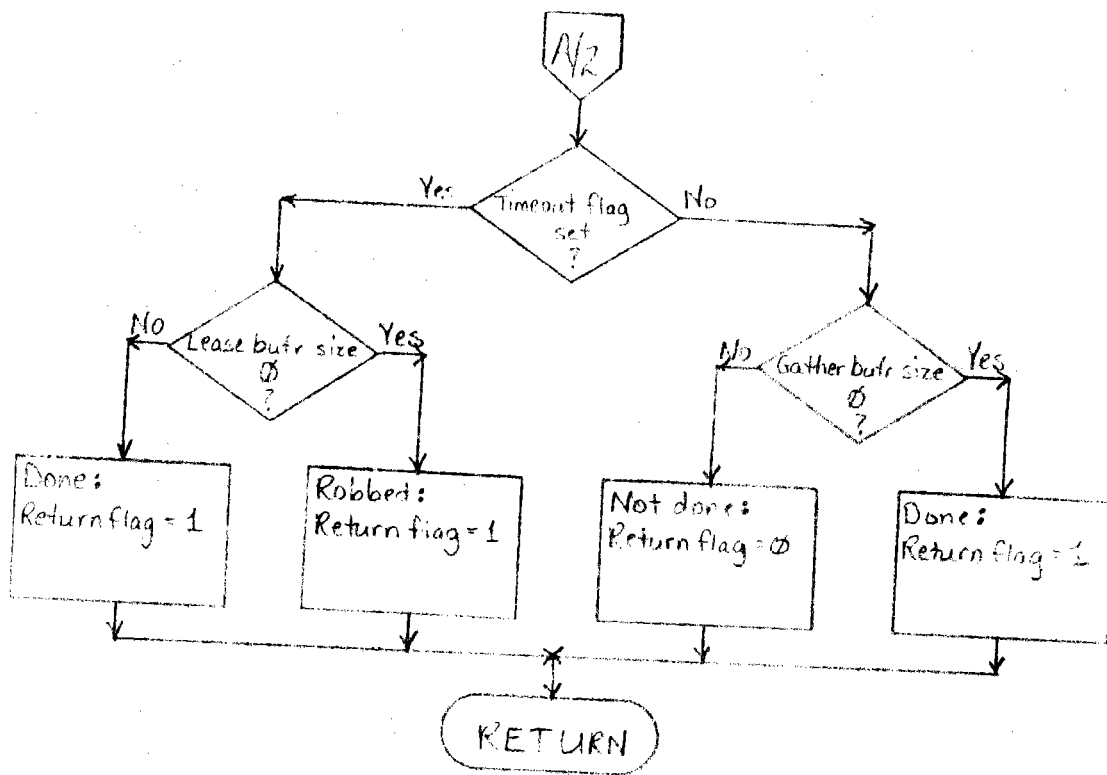 A/2
Yes
Timeout flag
set
?
No
No
Lease bufr size
Ø
?
Yes
No
Gather bufr size
Ø
?
Yes
Done:
Return flag = 1
Robbed:
Return flag = 1
Not done:
Return flag = Ø
Done:
Return flag = 1
RETURN